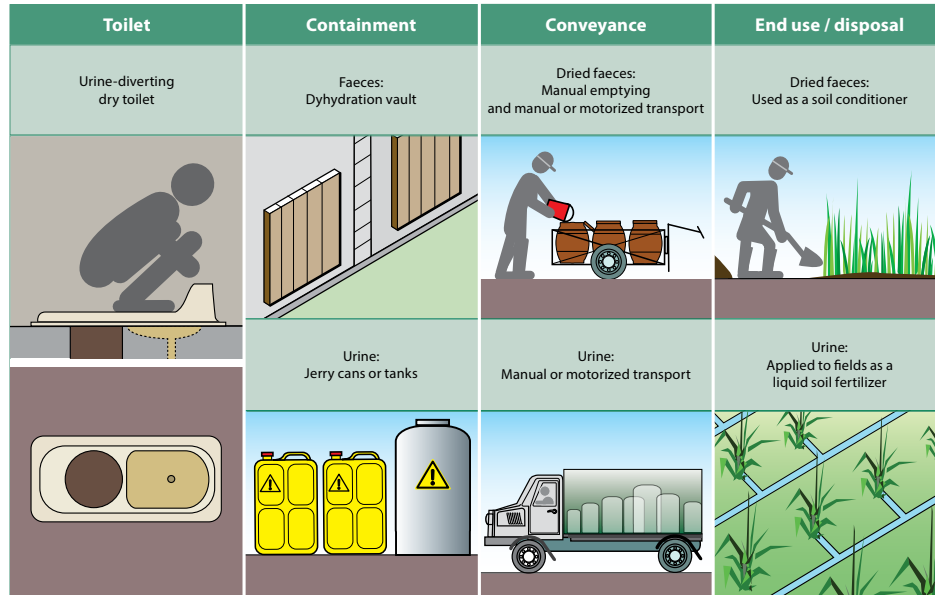 Toilet
Containment
Conveyance
End use / disposal
Urine-diverting
dry toilet
Faeces:
Dyhydration vault
Dried faeces:
Manual emptying
and manual or motorized transport
Dried faeces:
Used as a soil conditioner
Urine:
Jerry cans or tanks
Urine:
Manual or motorized transport
Urine:
Applied to fields as a
liquid soil fertilizer